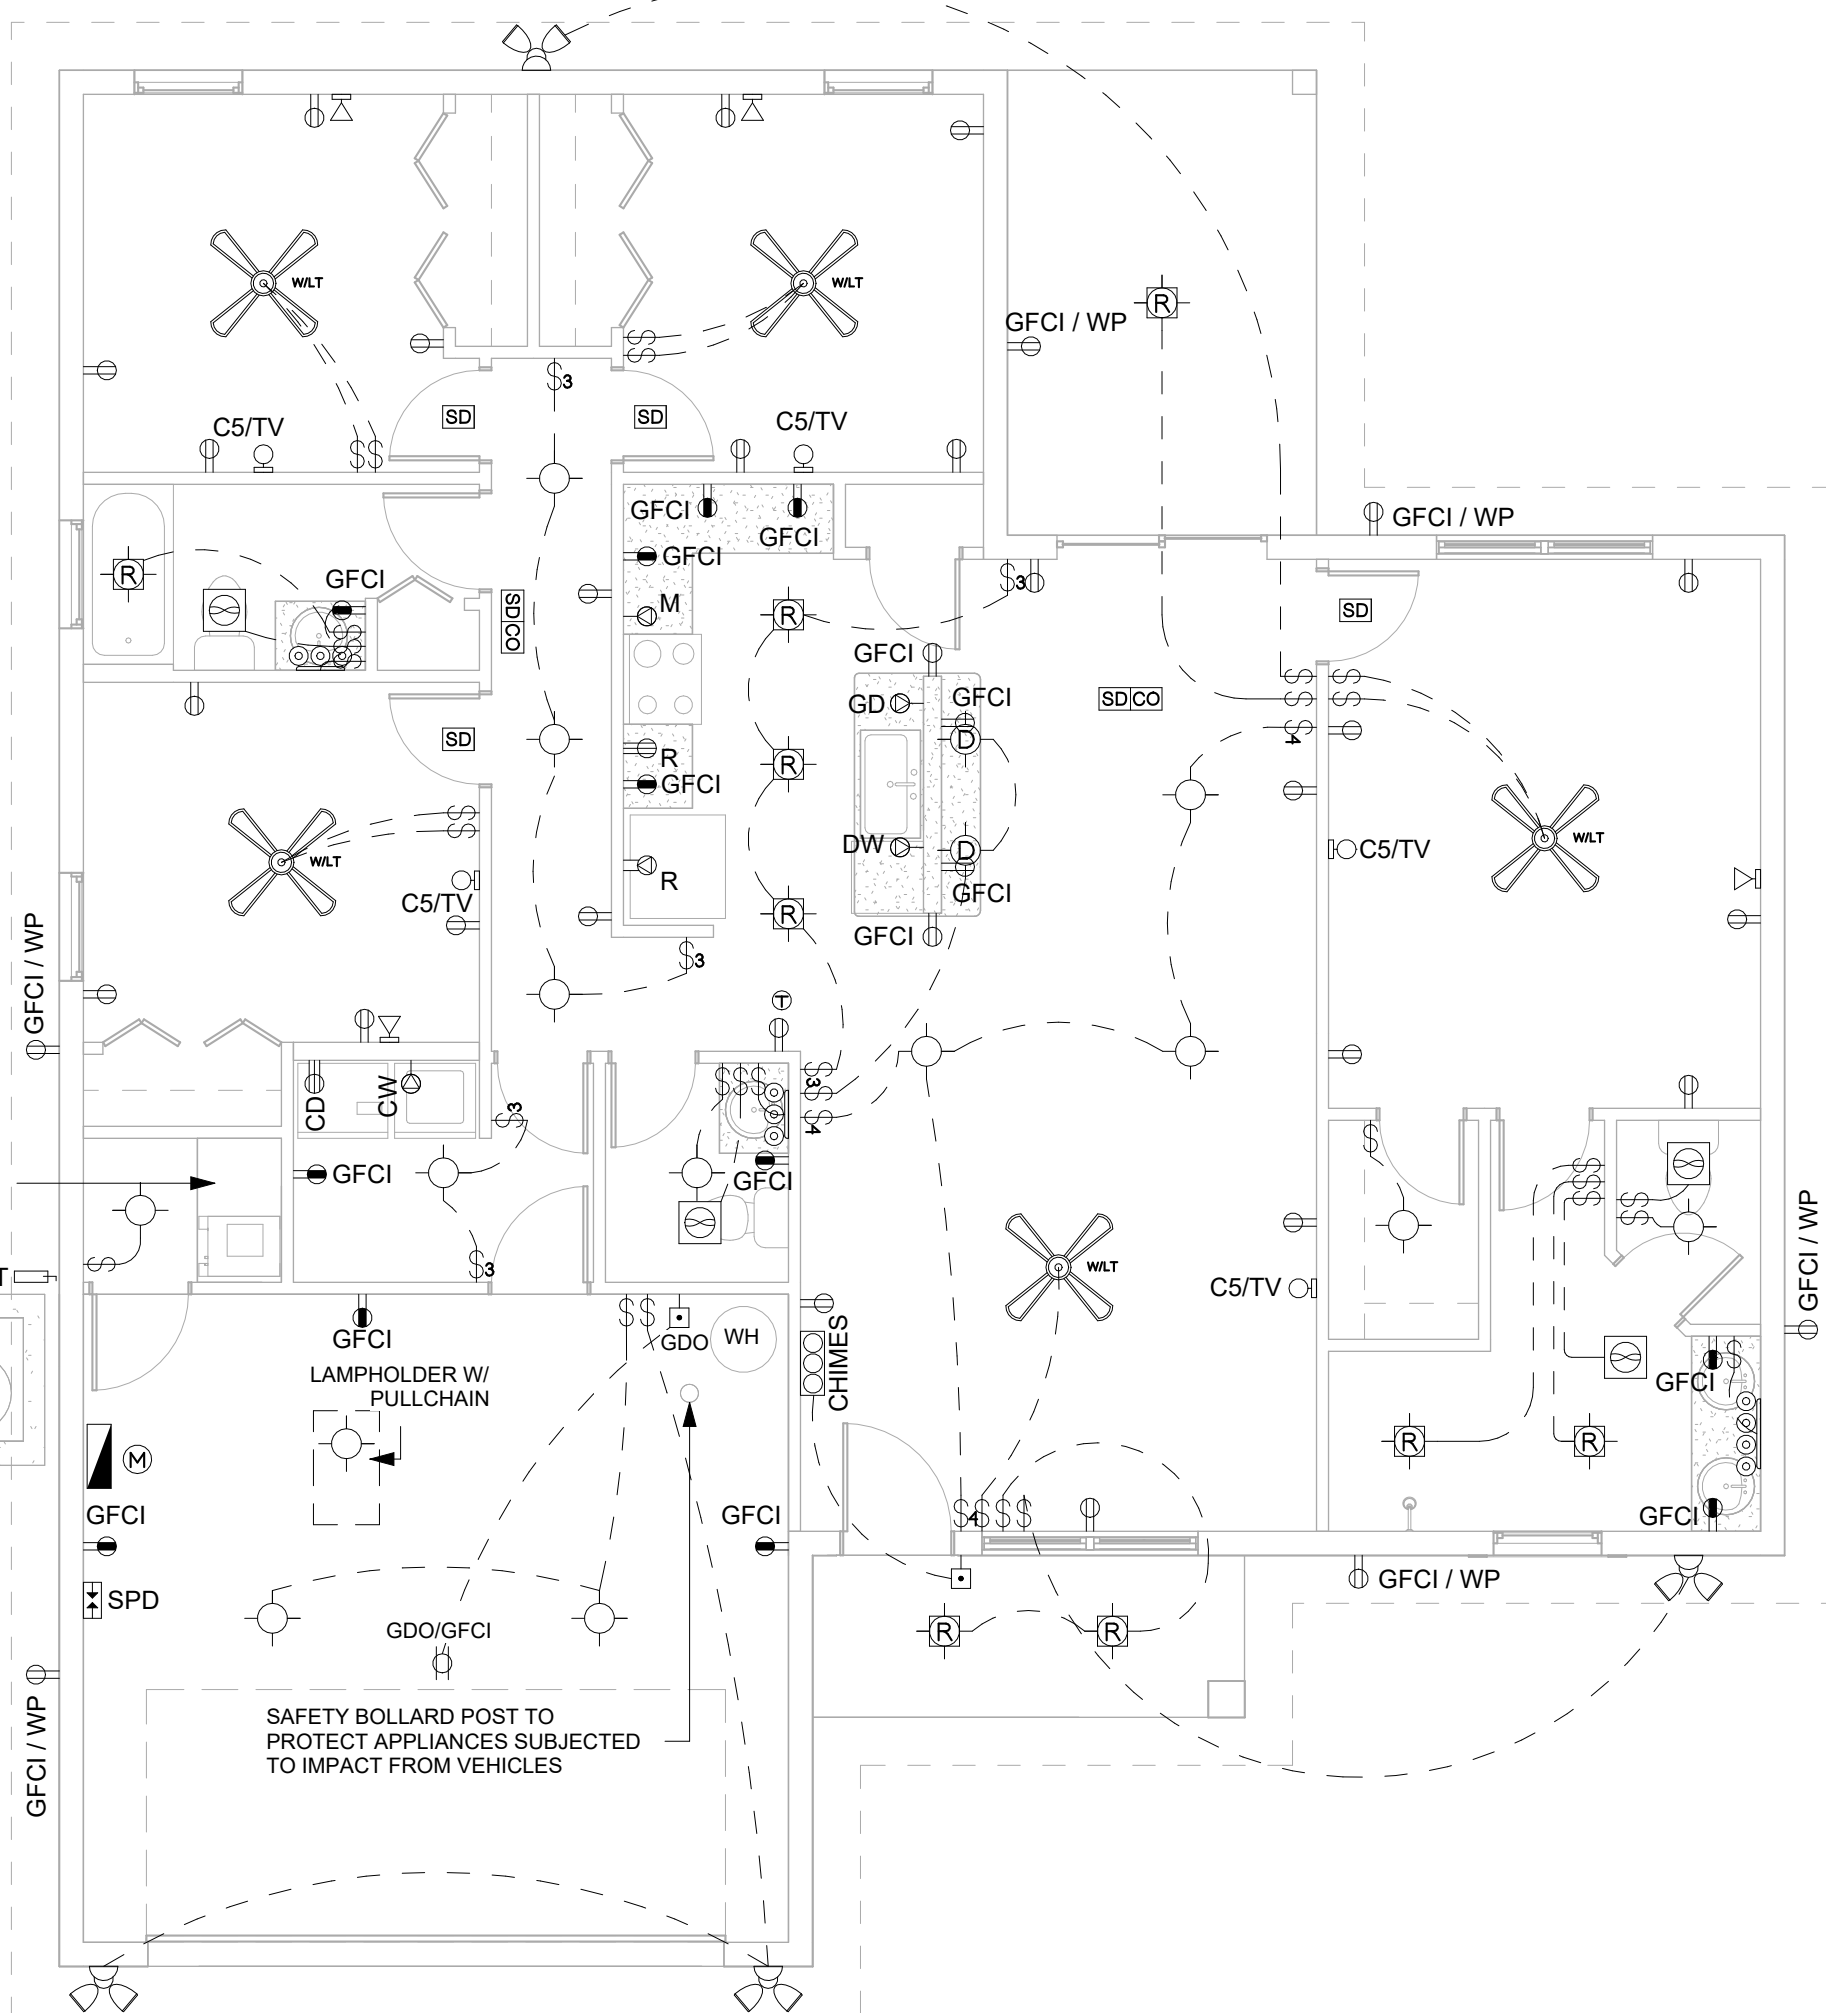 W/LT
W/LT
GFCI / WP
R
3
SD
SD
C5/TV
C5/TV
GFCI
GFCI
GFCI / WP
GFCI
R
GFCI
M
3
SD
SD CO
R
GFCI
GD
GFCI
SD CO
SD
D
4
R
R
GFCI
W/LT
DW
D
C5/TV
W/LT
R
GFCI
C5/TV
R
GFCI
GFCI / WP
3
T
CD
CW
3
3
4
GFCI
GFCI
3
W/LT
C5/TV
GFCI / WP
T
GFCI
GDO
WH
CHIMES
LAMPHOLDER W/
PULLCHAIN
GFCI
M
R
R
GFCI
GFCI
4
GFCI
SPD
GFCI / WP
GDO/GFCI
R
R
GFCI / WP
SAFETY BOLLARD POST TO
PROTECT APPLIANCES SUBJECTED
TO IMPACT FROM VEHICLES